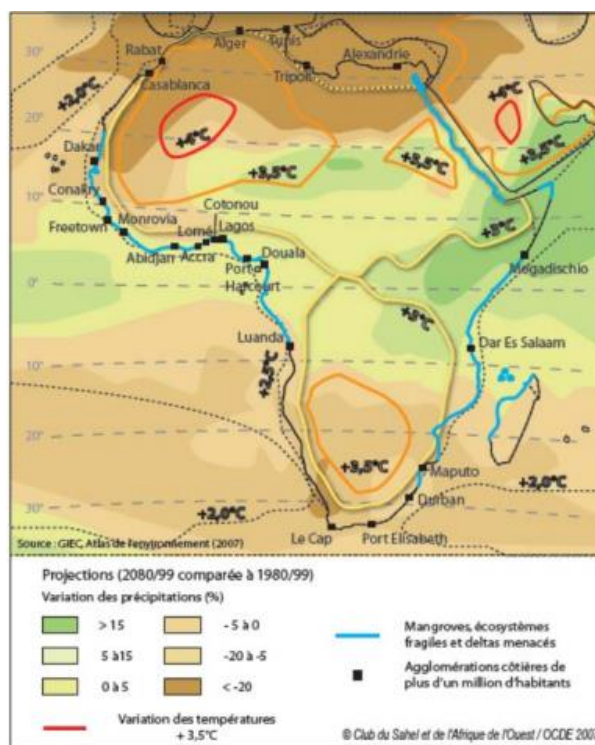 30°
Alger
Tunis
Rabat
Alexandrie
Tripoli
Casablanca
+2,0°C
+4°C
+4°C
20°
Dakar
+3,5°C
+3,5°C
+3,5°C
10°
Conakry
Cotonou
+3°C
Freetown
Monrovia
Lomé
Lagos
Abidjan
Accra
Douala
Port-
Harcourt
Mogadischio
0°
+3°C
Luanda
Dar Es Salaam
10°
+2,5°C
20°
+3,5°C
Maputo
+2,0°C
+2,0°C
30°
Durban
Le Cap
Port Elisabeth
Source : GIEC, Atlas de l'environnement (2007)
Projections (2080/99 comparée à 1980/99)
Variation des précipitations (%)
> 15
- 5 à 0
5 à 15
-20 à -5
0 à 5
< -20
Mangroves, écosystèmes
fragiles et deltas menacés
Agglomérations côtières de
plus d'un million d'habitants
Variation des températures
+ 3,5°C
© Club du Sahel et de l'Afrique de l'Ouest / OCDE 2007